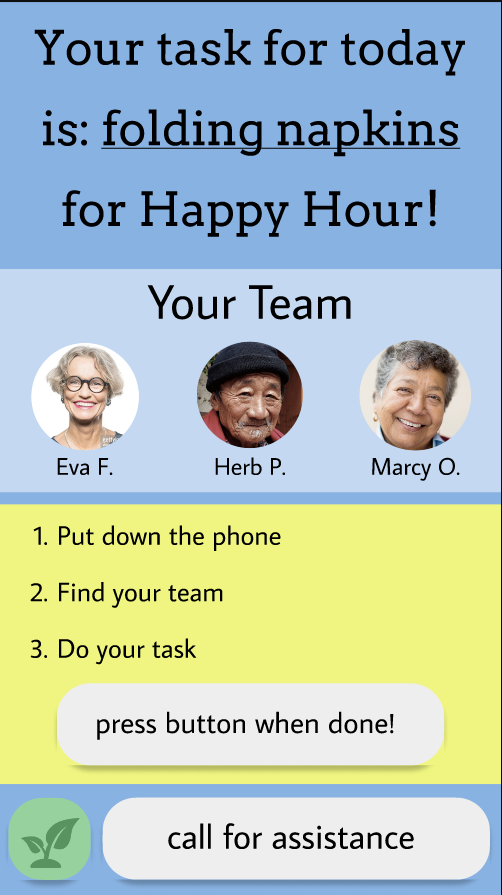 Your task for today
is: folding napkins
for Happy Hour!
Your Team
Eva F.
Herb P.
Marcy O.
1. Put down the phone
2. Find your team
3. Do your task
press button when done!
call for assistance